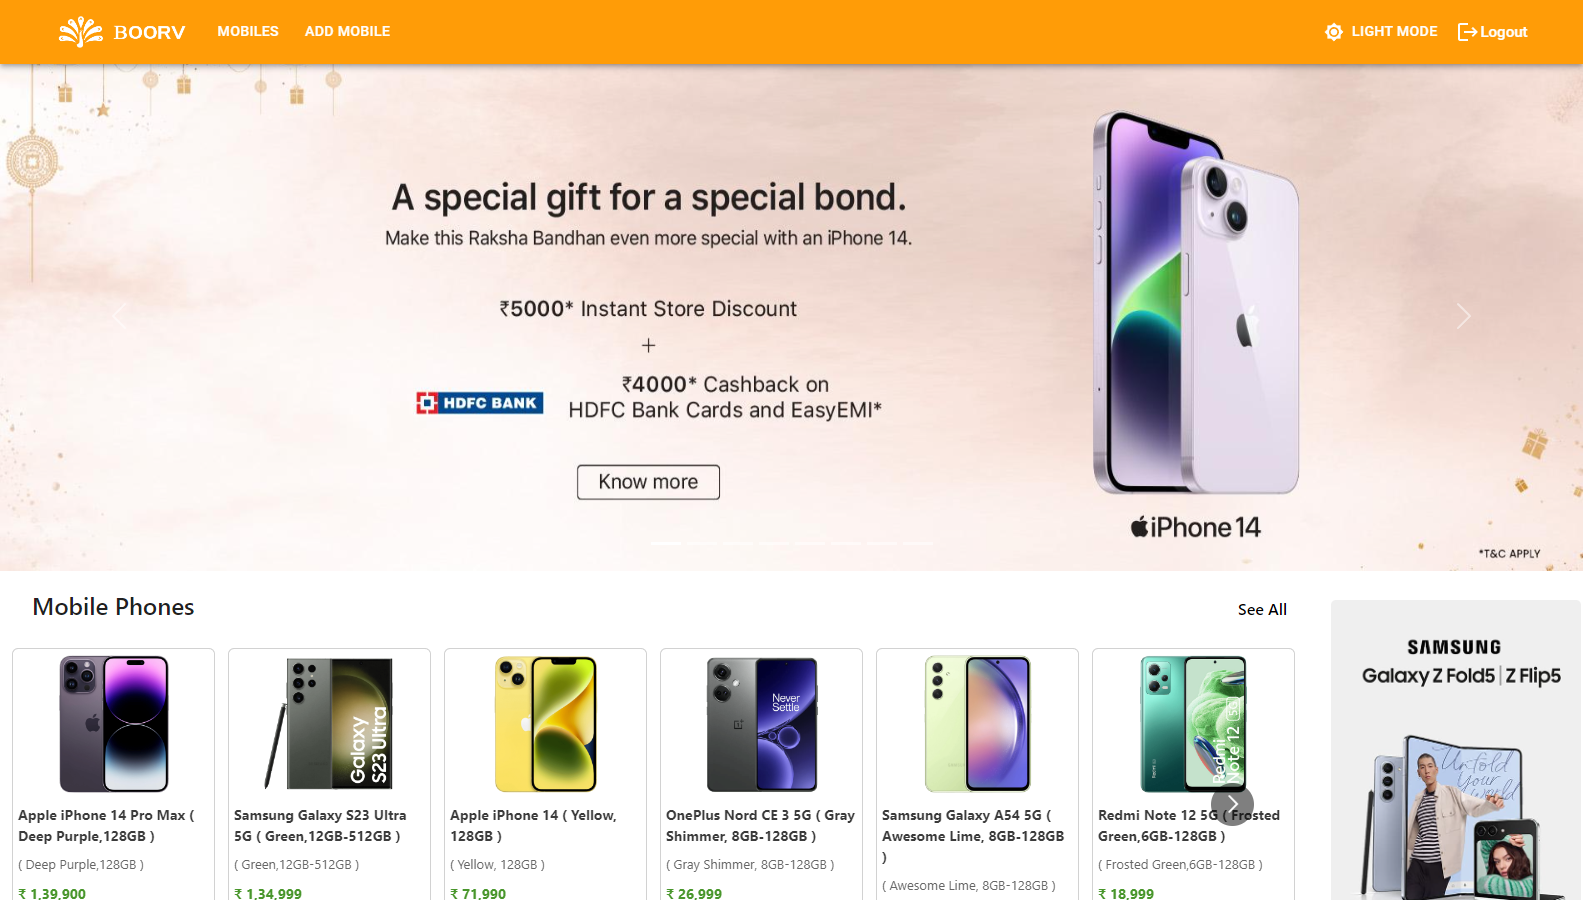 BOORV
MOBILES
ADD MOBILE
LIGHT MODE
Logout
A special gift for a special bond.
Make this Raksha Bandhan even more special with an iPhone 14.
₹5000* Instant Store Discount
+
₹4000* Cashback on
HDFC BANK
HDFC Bank Cards and EasyEMI*
Know more
iPhone 14
*T&C APPLY
Mobile Phones
See All
Galaxy
S23 Ultra
Never
Settle
Redmi
Note 12 5G
Apple iPhone 14 Pro Max (
Deep Purple,128GB )
( Deep Purple,128GB )
₹ 1,39,900
Samsung Galaxy S23 Ultra
5G ( Green,12GB-512GB )
( Green,12GB-512GB )
₹ 1,34,999
Apple iPhone 14 ( Yellow,
128GB )
( Yellow, 128GB )
₹ 71,990
OnePlus Nord CE 3 5G ( Gray
Shimmer, 8GB-128GB )
( Gray Shimmer, 8GB-128GB )
₹ 26,999
Samsung Galaxy A54 5G (
Awesome Lime, 8GB-128GB
)
( Awesome Lime, 8GB-128GB )
Redmi Note 12 5G ( Frosted
Green,6GB-128GB )
( Frosted Green,6GB-128GB )
₹ 18,999
SAMSUNG
Galaxy Z Fold5 | Z Flip5
Unfold
Your
world